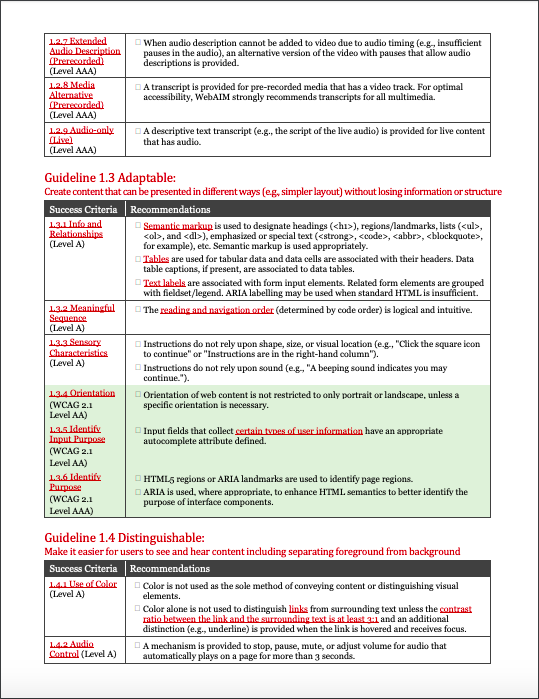 1.2.7 Extended
Audio Description
(Prerecorded)
(Level AAA)
When audio description cannot be added to video due to audio timing (e.g., insufficient
pauses in the audio), an alternative version of the video with pauses that allow audio
descriptions is provided.
1.2.8 Media
Alternative
(Prerecorded)
(Level AAA)
A transcript is provided for pre-recorded media that has a video track. For optimal
accessibility, WebAIM strongly recommends transcripts for all multimedia.
1.2.9 Audio-only
(Live)
(Level AAA)
A descriptive text transcript (e.g., the script of the live audio) is provided for live content
that has audio.
Guideline 1.3 Adaptable:
Create content that can be presented in different ways (e.g., simpler layout) without losing information or structure
Success Criteria
Recommendations
1.3.1 Info and
Relationships
(Level A)
Semantic markup is used to designate headings (<h1>), regions/landmarks, lists (<ul>,
<ol>, and <dl>), emphasized or special text (<strong>, <code>, <abbr>, <blockquote>,
for example), etc. Semantic markup is used appropriately.
Tables are used for tabular data and data cells are associated with their headers. Data
table captions, if present, are associated to data tables.
Text labels are associated with form input elements. Related form elements are grouped
with fieldset/legend. ARIA labelling may be used when standard HTML is insufficient.
1.3.2 Meaningful
Sequence
(Level A)
The reading and navigation order (determined by code order) is logical and intuitive.
1.3.3 Sensory
Characteristics
(Level A)
Instructions do not rely upon shape, size, or visual location (e.g., "Click the square icon
to continue" or "Instructions are in the right-hand column").
Instructions do not rely upon sound (e.g., "A beeping sound indicates you may
continue.").
1.3.4 Orientation
(WCAG 2.1
Level AA)
Orientation of web content is not restricted to only portrait or landscape, unless a
specific orientation is necessary.
1.3.5 Identify
Input Purpose
(WCAG 2.1
Level AA)
Input fields that collect certain types of user information have an appropriate
autocomplete attribute defined.
1.3.6 Identify
Purpose
(WCAG 2.1
Level AAA)
HTML5 regions or ARIA landmarks are used to identify page regions.
ARIA is used, where appropriate, to enhance HTML semantics to better identify the
purpose of interface components.
Guideline 1.4 Distinguishable:
Make it easier for users to see and hear content including separating foreground from background
Success Criteria
Recommendations
1.4.1 Use of Color
(Level A)
Color is not used as the sole method of conveying content or distinguishing visual
elements.
Color alone is not used to distinguish links from surrounding text unless the contrast
ratio between the link and the surrounding text is at least 3:1 and an additional
distinction (e.g., underline) is provided when the link is hovered and receives focus.
1.4.2 Audio
Control (Level A)
A mechanism is provided to stop, pause, mute, or adjust volume for audio that
automatically plays on a page for more than 3 seconds.